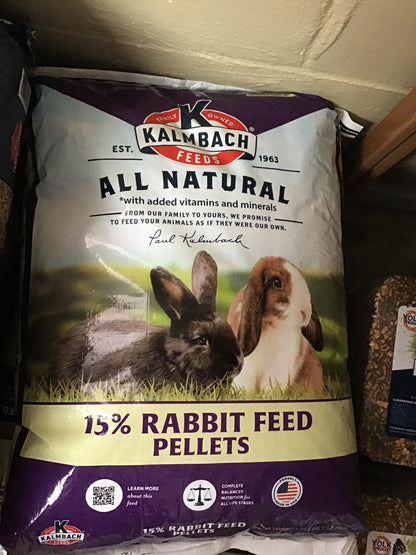 FAMILY OWNED
K
KALMBACH®
FEEDS
EST. 1963
ALL NATURAL
*with added vitamins and minerals
FROM OUR FAMILY TO YOURS, WE PROMISE
TO FEED YOUR ANIMALS AS IF THEY WERE OUR OWN.
Paul Kalmbach
15% RABBIT FEED
PELLETS
LEARN MORE
about this
feed
COMPLETE
BALANCED
NUTRITION for
ALL LIFE STAGES
K
KALMBACH
FEEDS
15% RABBIT FEED
PELLETS
YOLK